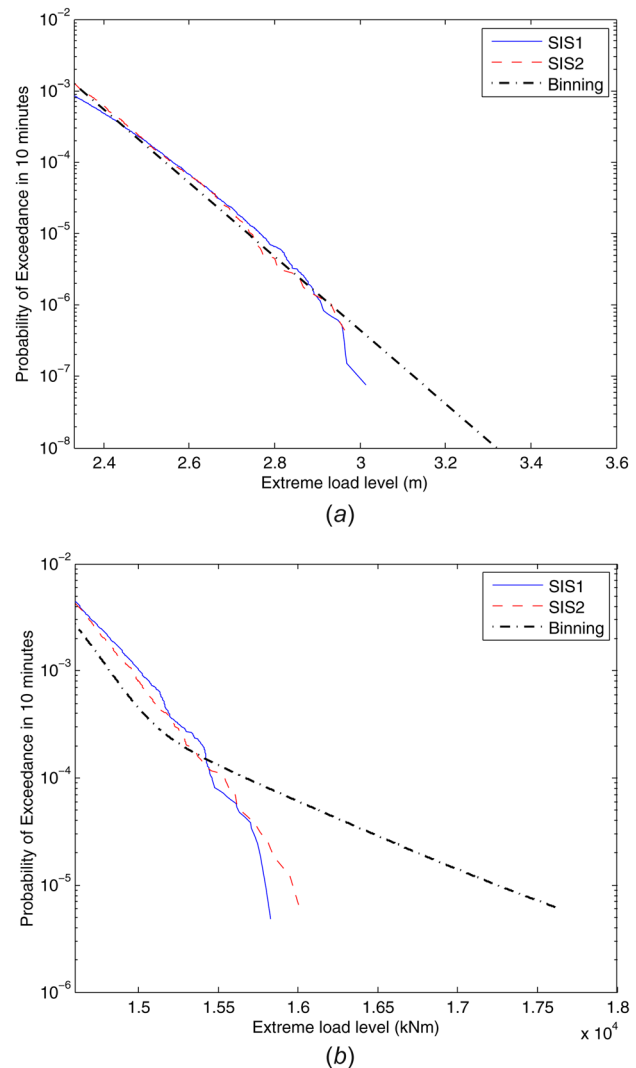 10^-2
10^-3
10^-4
10^-5
10^-6
10^-7
10^-8
Probability of Exceedance in 10 minutes
SIS1
SIS2
Binning
2.4 2.6 2.8 3 3.2 3.4 3.6
Extreme load level (m)
(a)
10^-2
10^-3
10^-4
10^-5
10^-6
Probability of Exceedance in 10 minutes
SIS1
SIS2
Binning
1.5 1.55 1.6 1.65 1.7 1.75 1.8
Extreme load level (kNm)
x 10^4
(b)